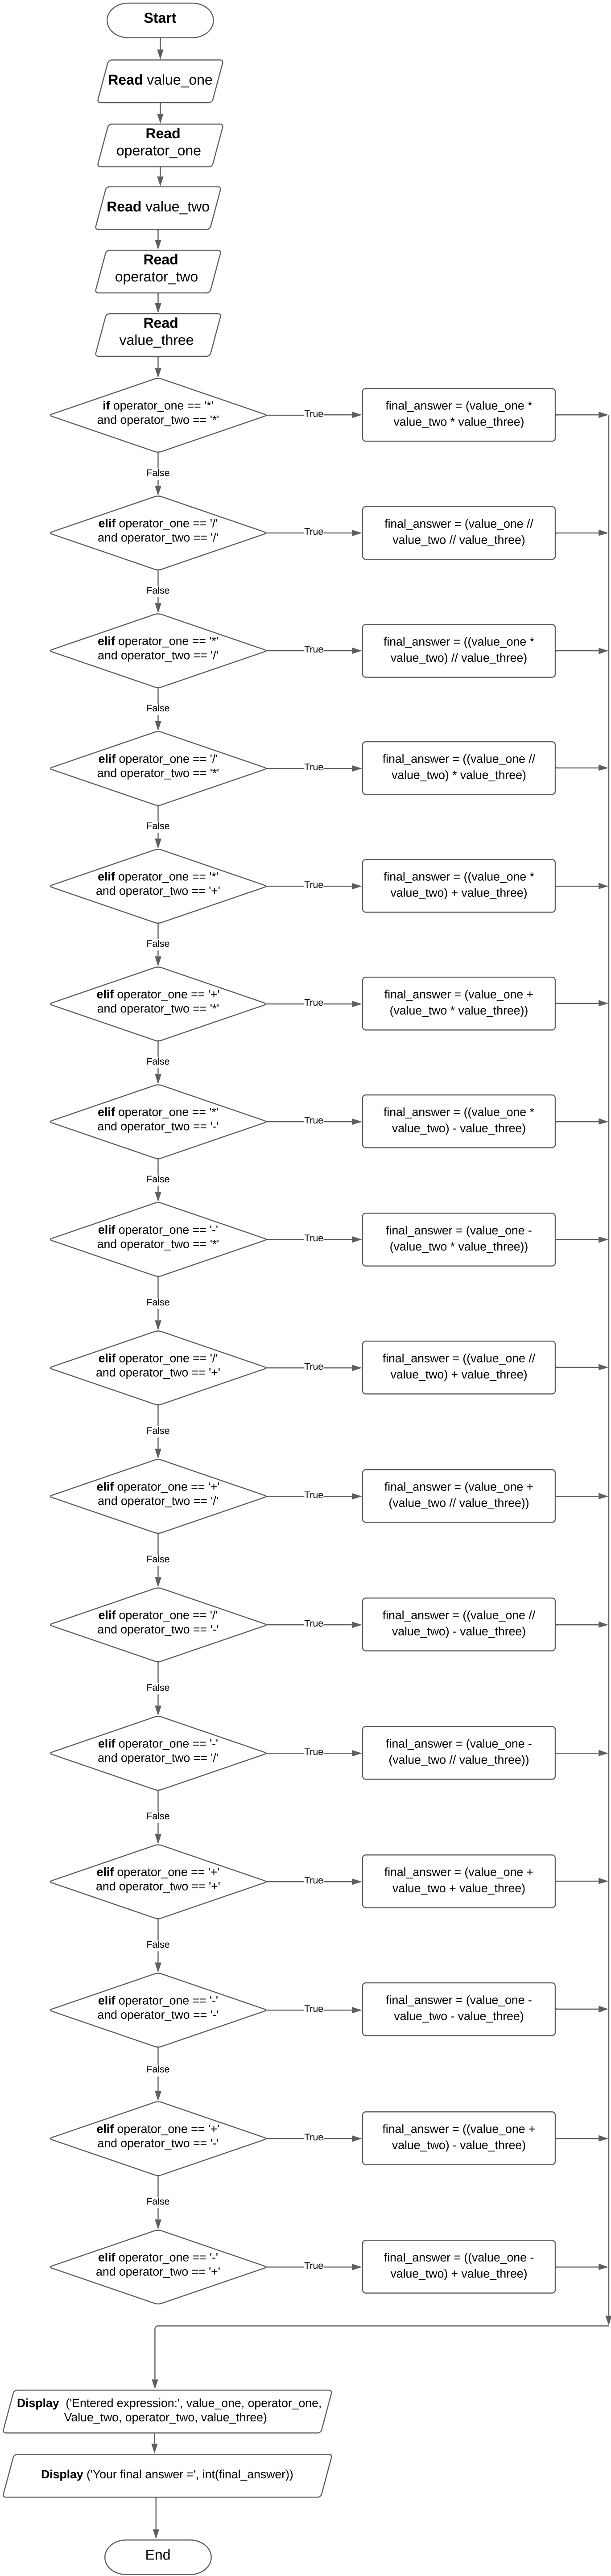 Start
Read value_one
Read
operator_one
Read value_two
Read
operator_two
Read
value_three
if operator_one == '*'
and operator_two == '*'
True
final_answer = (value_one *
value_two * value_three)
False
elif operator_one == '/'
and operator_two == '/'
True
final_answer = (value_one //
value_two // value_three)
False
elif operator_one == '*'
and operator_two == '/'
True
final_answer = ((value_one *
value_two) // value_three)
False
elif operator_one == '/'
and operator_two == '*'
True
final_answer = ((value_one //
value_two) * value_three)
False
elif operator_one == '*'
and operator_two == '+'
True
final_answer = ((value_one *
value_two) + value_three)
False
elif operator_one == '+'
and operator_two == '*'
True
final_answer = (value_one +
(value_two * value_three))
False
elif operator_one == '*'
and operator_two == '-'
True
final_answer = ((value_one *
value_two) - value_three)
False
elif operator_one == '-'
and operator_two == '*'
True
final_answer = (value_one -
(value_two * value_three))
False
elif operator_one == '/'
and operator_two == '+'
True
final_answer = ((value_one //
value_two) + value_three)
False
elif operator_one == '+'
and operator_two == '/'
True
final_answer = (value_one +
(value_two // value_three))
False
elif operator_one == '/'
and operator_two == '-'
True
final_answer = ((value_one //
value_two) - value_three)
False
elif operator_one == '-'
and operator_two == '/'
True
final_answer = (value_one -
(value_two // value_three))
False
elif operator_one == '+'
and operator_two == '+'
True
final_answer = (value_one +
value_two + value_three)
False
elif operator_one == '-'
and operator_two == '-'
True
final_answer = (value_one -
value_two - value_three)
False
elif operator_one == '+'
and operator_two == '-'
True
final_answer = ((value_one +
value_two) - value_three)
False
elif operator_one == '-'
and operator_two == '+'
True
final_answer = ((value_one -
value_two) + value_three)
Display ('Entered expression:', value_one, operator_one,
Value_two, operator_two, value_three)
Display ('Your final answer =', int(final_answer))
End